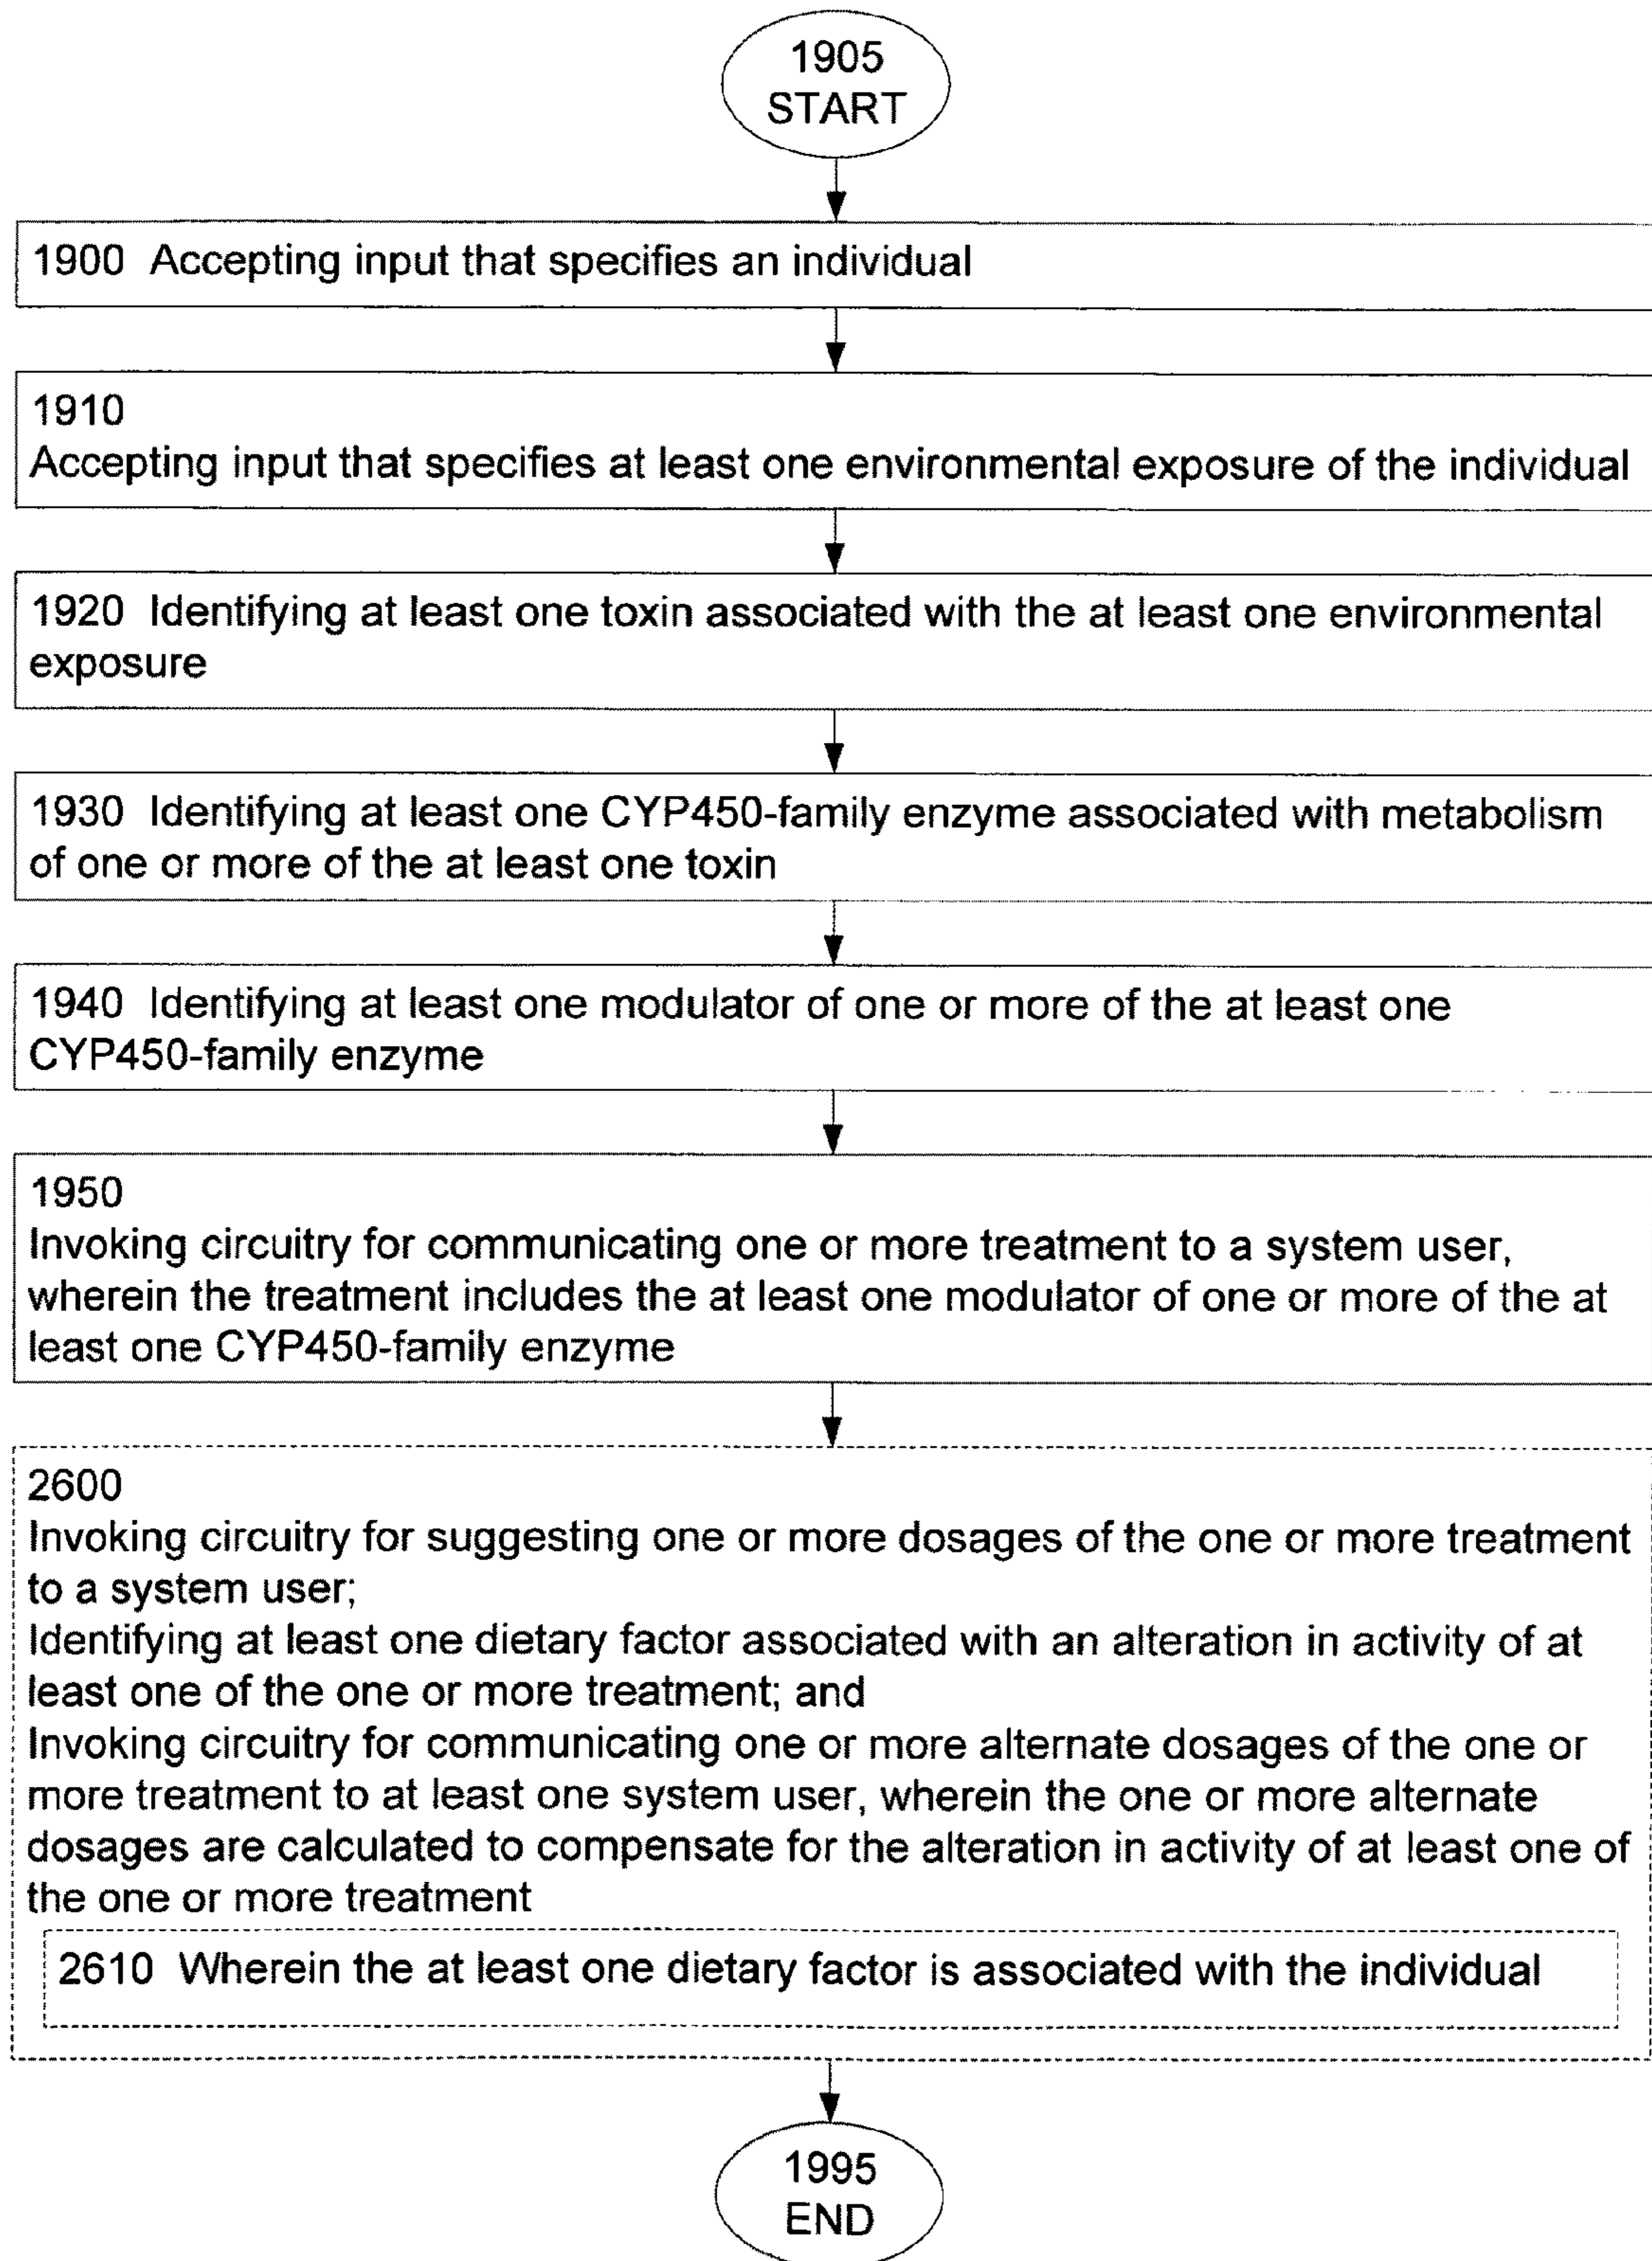 1905
START
1900 Accepting input that specifies an individual
1910
Accepting input that specifies at least one environmental exposure of the individual
1920 Identifying at least one toxin associated with the at least one environmental
exposure
1930 Identifying at least one CYP450-family enzyme associated with metabolism
of one or more of the at least one toxin
1940 Identifying at least one modulator of one or more of the at least one
CYP450-family enzyme
1950
Invoking circuitry for communicating one or more treatment to a system user,
wherein the treatment includes the at least one modulator of one or more of the at
least one CYP450-family enzyme
2600
Invoking circuitry for suggesting one or more dosages of the one or more treatment
to a system user;
Identifying at least one dietary factor associated with an alteration in activity of at
least one of the one or more treatment; and
Invoking circuitry for communicating one or more alternate dosages of the one or
more treatment to at least one system user, wherein the one or more alternate
dosages are calculated to compensate for the alteration in activity of at least one of
the one or more treatment
2610 Wherein the at least one dietary factor is associated with the individual
1995
END